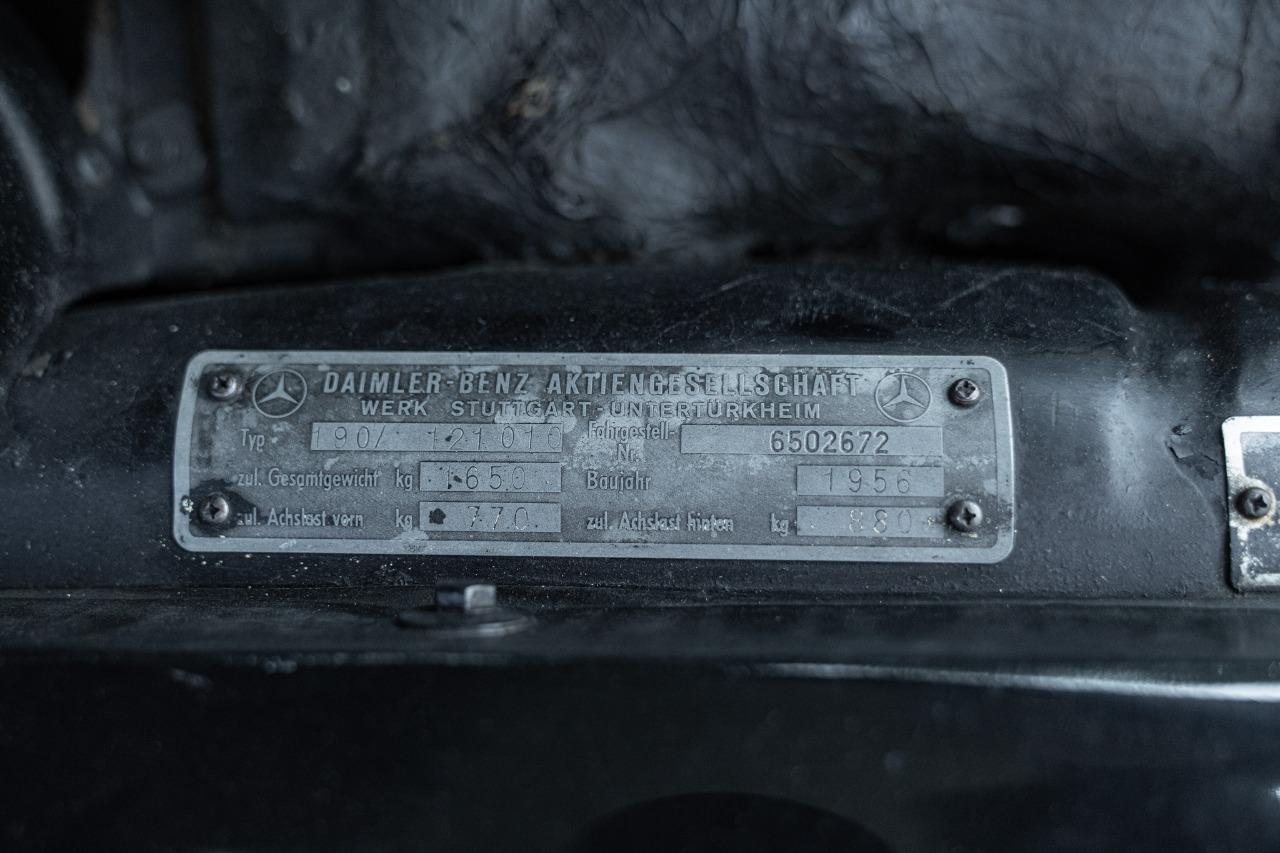 DAIMLER-BENZ AKTIENGESELLSCHAFT
WERK STUTTGART-UNTERTÜRKHEIM
Typ 190/ 121010 Fahrgestell-Nr. 6502672
zul. Gesamtgewicht kg 1650 Baujahr 1956
zul. Achslast vorn kg 770 zul. Achslast hinten kg 880